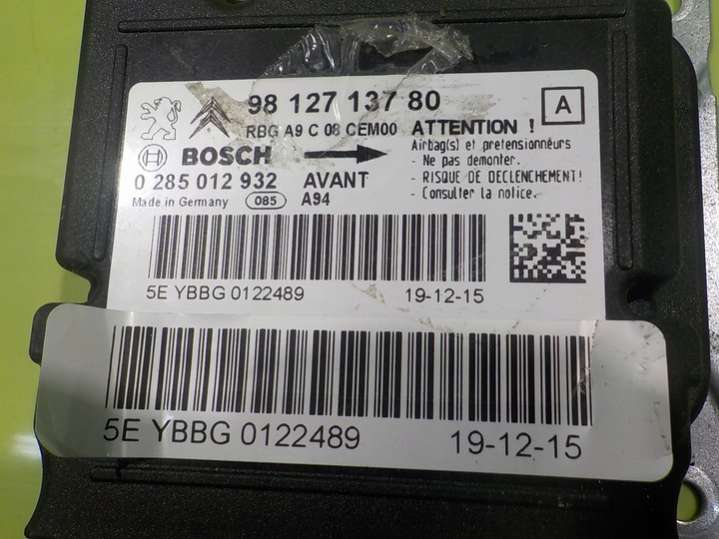 98 127 137 80
A
RBG A9 C 08 CEM00
ATTENTION !
BOSCH
Airbag(s) et pretensionneurs
- Ne pas demonter.
0 285 012 932 AVANT
- RISQUE DE DECLENCHEMENT!
Made in Germany 085 A94
- Consulter la notice.
5E YBBG 0122489 19-12-15
5E YBBG 0122489 19-12-15